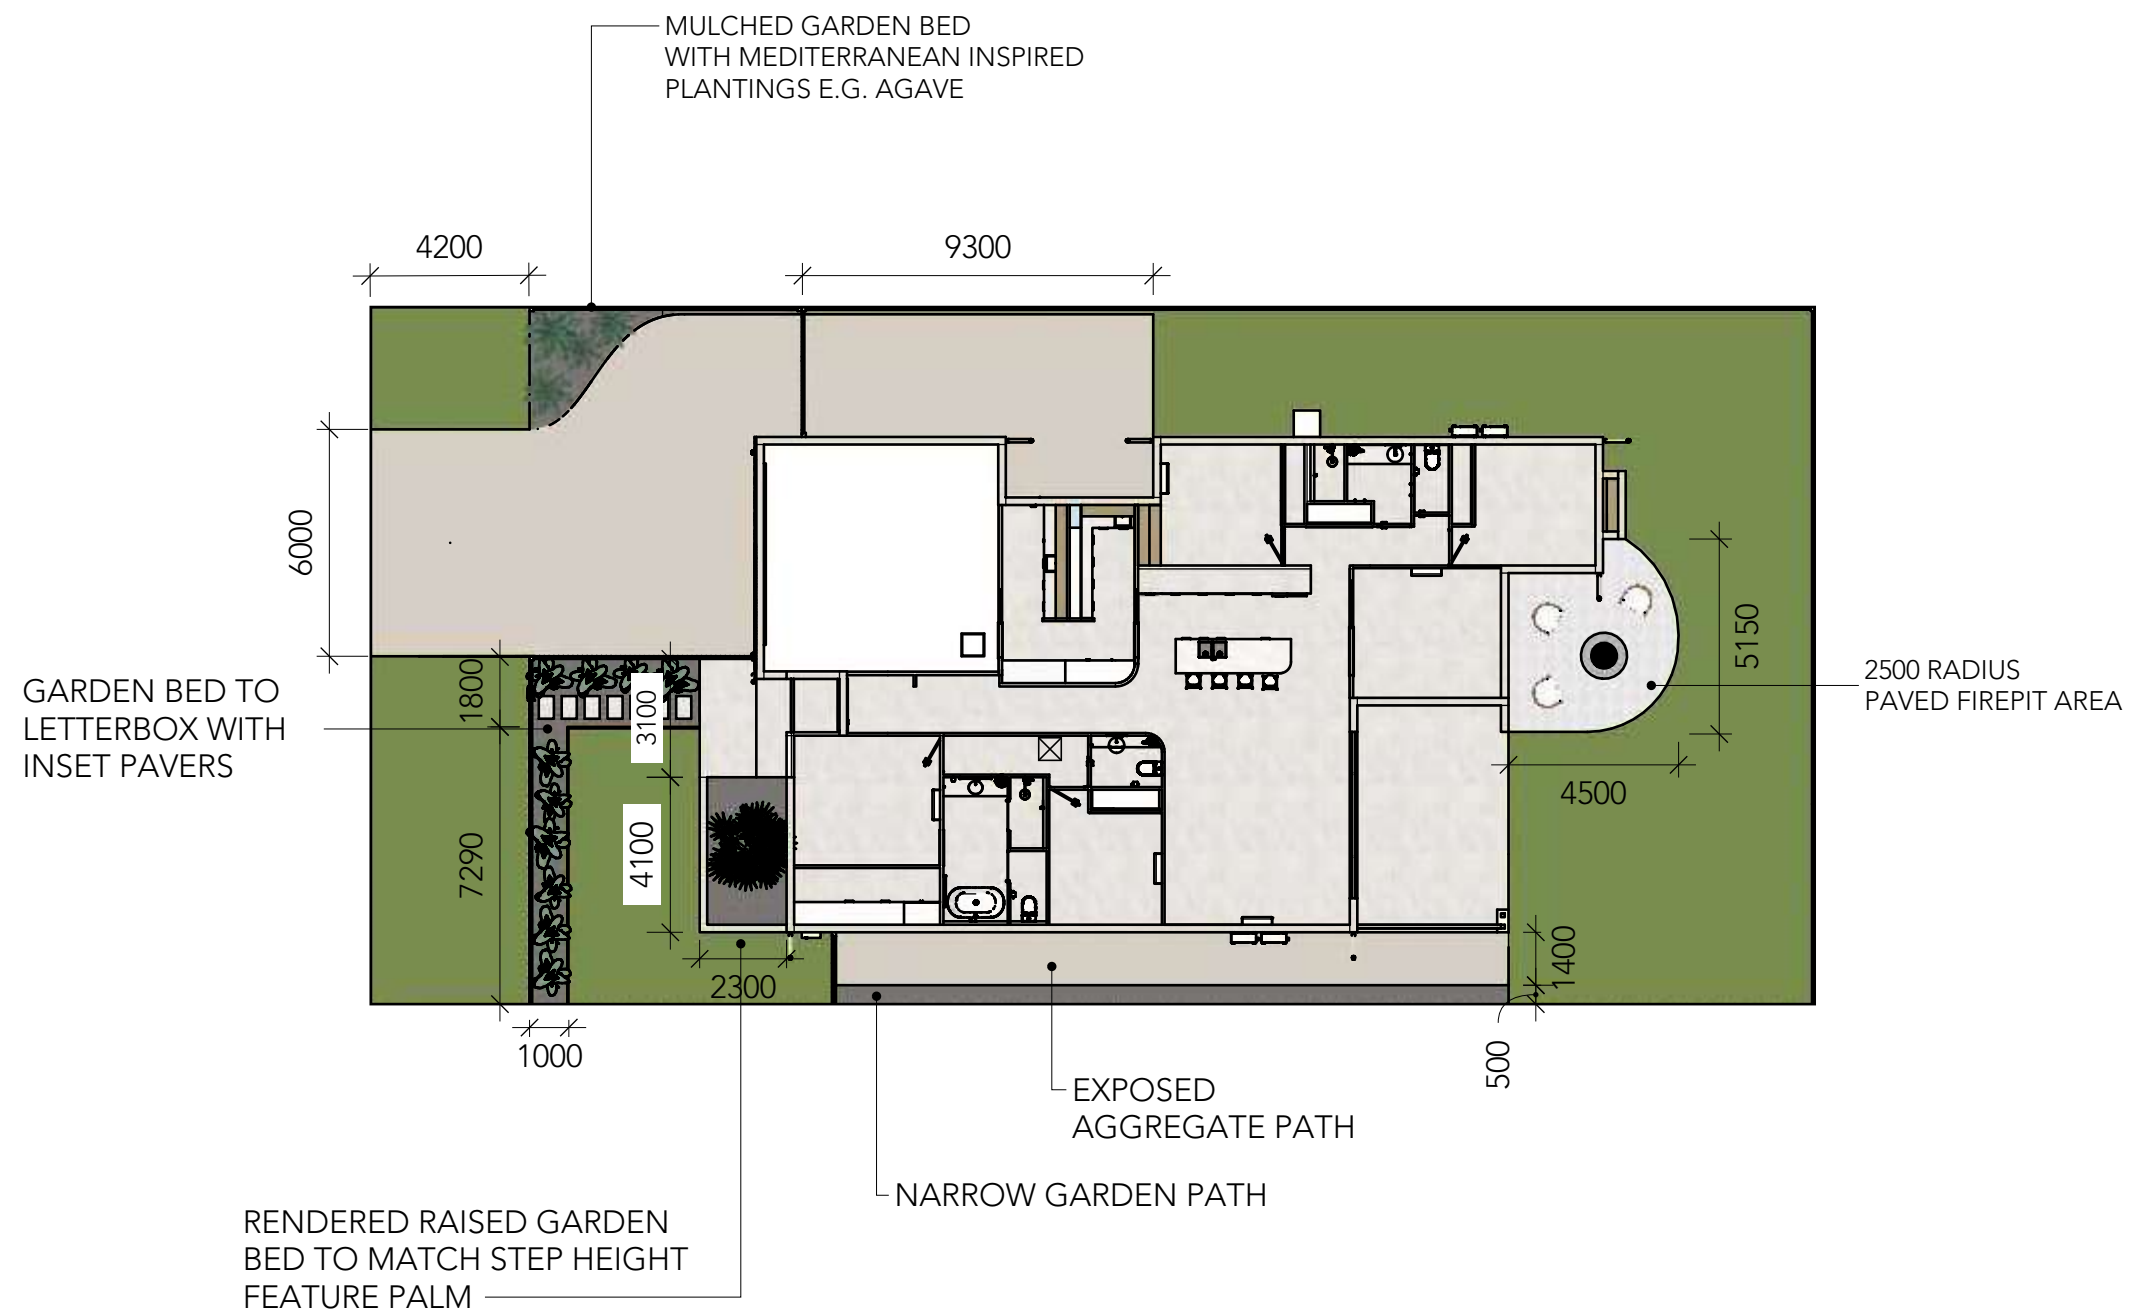 MULCHED GARDEN BED
WITH MEDITERRANEAN INSPIRED
PLANTINGS E.G. AGAVE
4200
9300
6000
1800
3100
5150
2500 RADIUS
PAVED FIREPIT AREA
GARDEN BED TO
LETTERBOX WITH
INSET PAVERS
4500
7290
4100
1400
2300
1000
500
EXPOSED
AGGREGATE PATH
NARROW GARDEN PATH
RENDERED RAISED GARDEN
BED TO MATCH STEP HEIGHT
FEATURE PALM